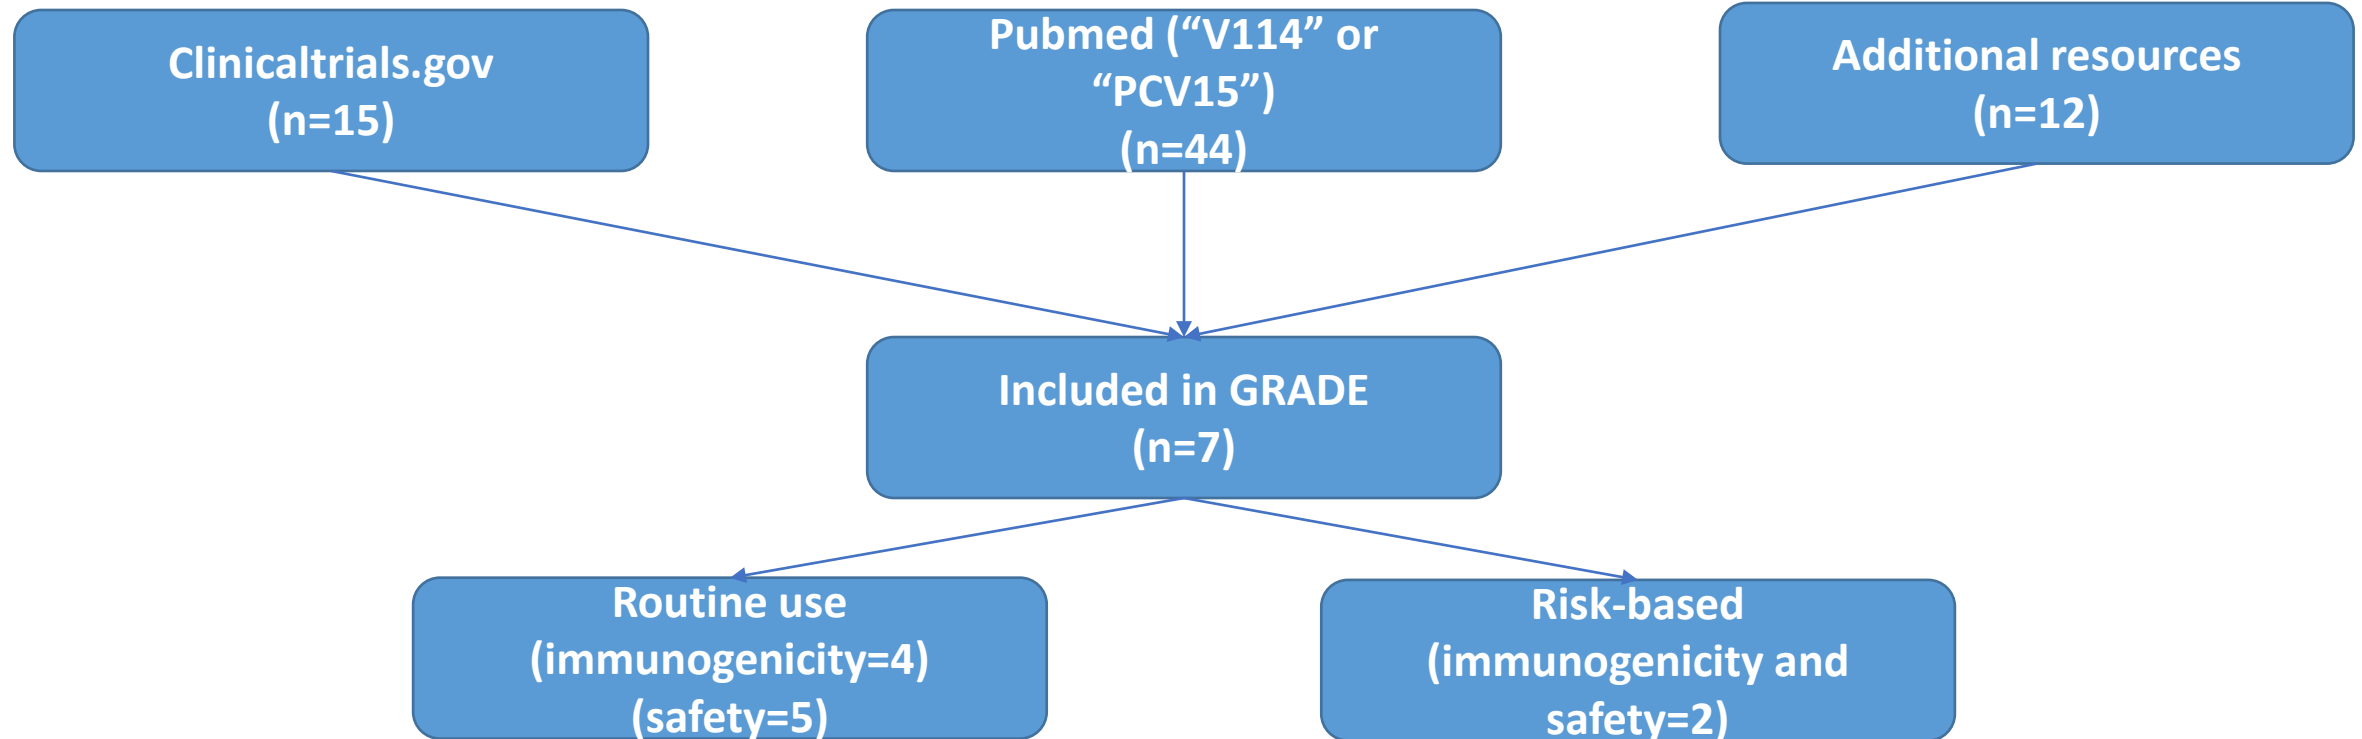 Clinicaltrials.gov
(n=15)
Pubmed (“V114” or
“PCV15”)
(n=44)
Additional resources
(n=12)
Included in GRADE
(n=7)
Routine use
(immunogenicity=4)
(safety=5)
Risk-based
(immunogenicity and
safety=2)